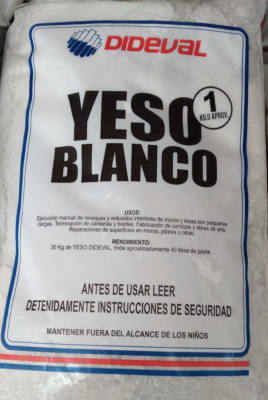 DIDEVAL
YESO
1
KILO APROX.
BLANCO
USOS:
Ejecución manual de revoques y enlucidos interiores de muros y losas con pequeñas
cargas. Terminación de canterías y bordes. Fabricación de cornizas y obras de arte.
Reparaciones de superficies en muros, pilares u otras.
RENDIMIENTO:
30 Kg de YESO DIDEVAL, rinde aproximadamente 40 litros de pasta.
ANTES DE USAR LEER
DETENIDAMENTE INSTRUCCIONES DE SEGURIDAD
MANTENER FUERA DEL ALCANCE DE LOS NIÑOS